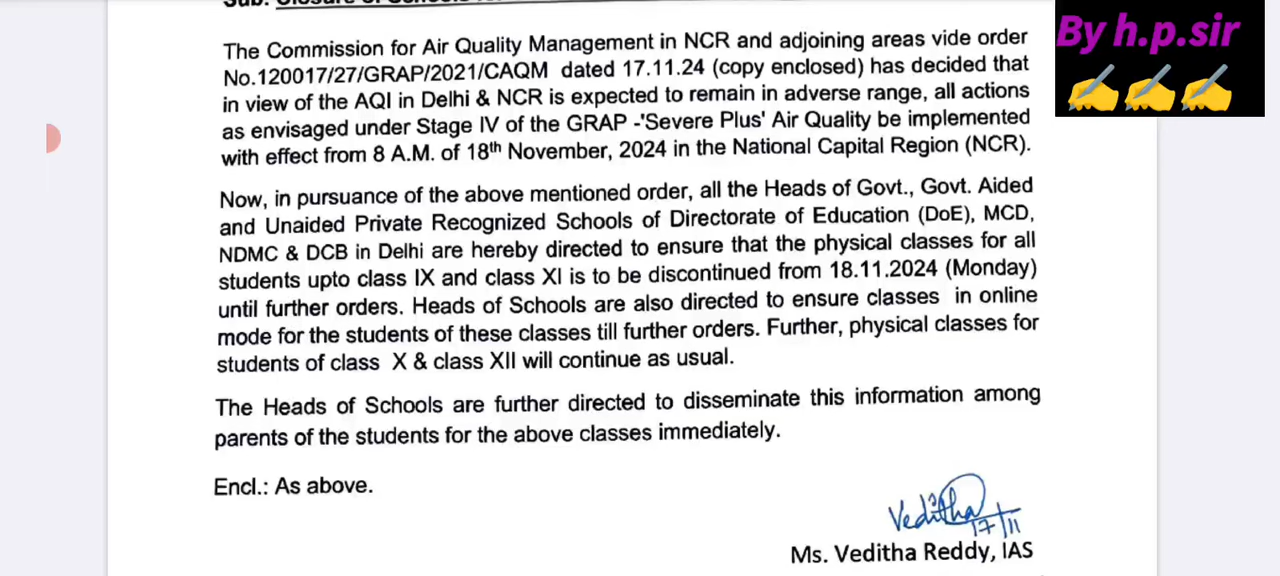 The Commission for Air Quality Management in NCR and adjoining areas vide order
No.120017/27/GRAP/2021/CAQM dated 17.11.24 (copy enclosed) has decided that
in view of the AQI in Delhi & NCR is expected to remain in adverse range, all actions
as envisaged under Stage IV of the GRAP -'Severe Plus' Air Quality be implemented
with effect from 8 A.M. of 18th November, 2024 in the National Capital Region (NCR).
Now, in pursuance of the above mentioned order, all the Heads of Govt., Govt. Aided
and Unaided Private Recognized Schools of Directorate of Education (DoE), MCD,
NDMC & DCB in Delhi are hereby directed to ensure that the physical classes for all
students upto class IX and class XI is to be discontinued from 18.11.2024 (Monday)
until further orders. Heads of Schools are also directed to ensure classes in online
mode for the students of these classes till further orders. Further, physical classes for
students of class X & class XII will continue as usual.
The Heads of Schools are further directed to disseminate this information among
parents of the students for the above classes immediately.
Encl.: As above.
Veditha
17/11
Ms. Veditha Reddy, IAS
By h.p.sir